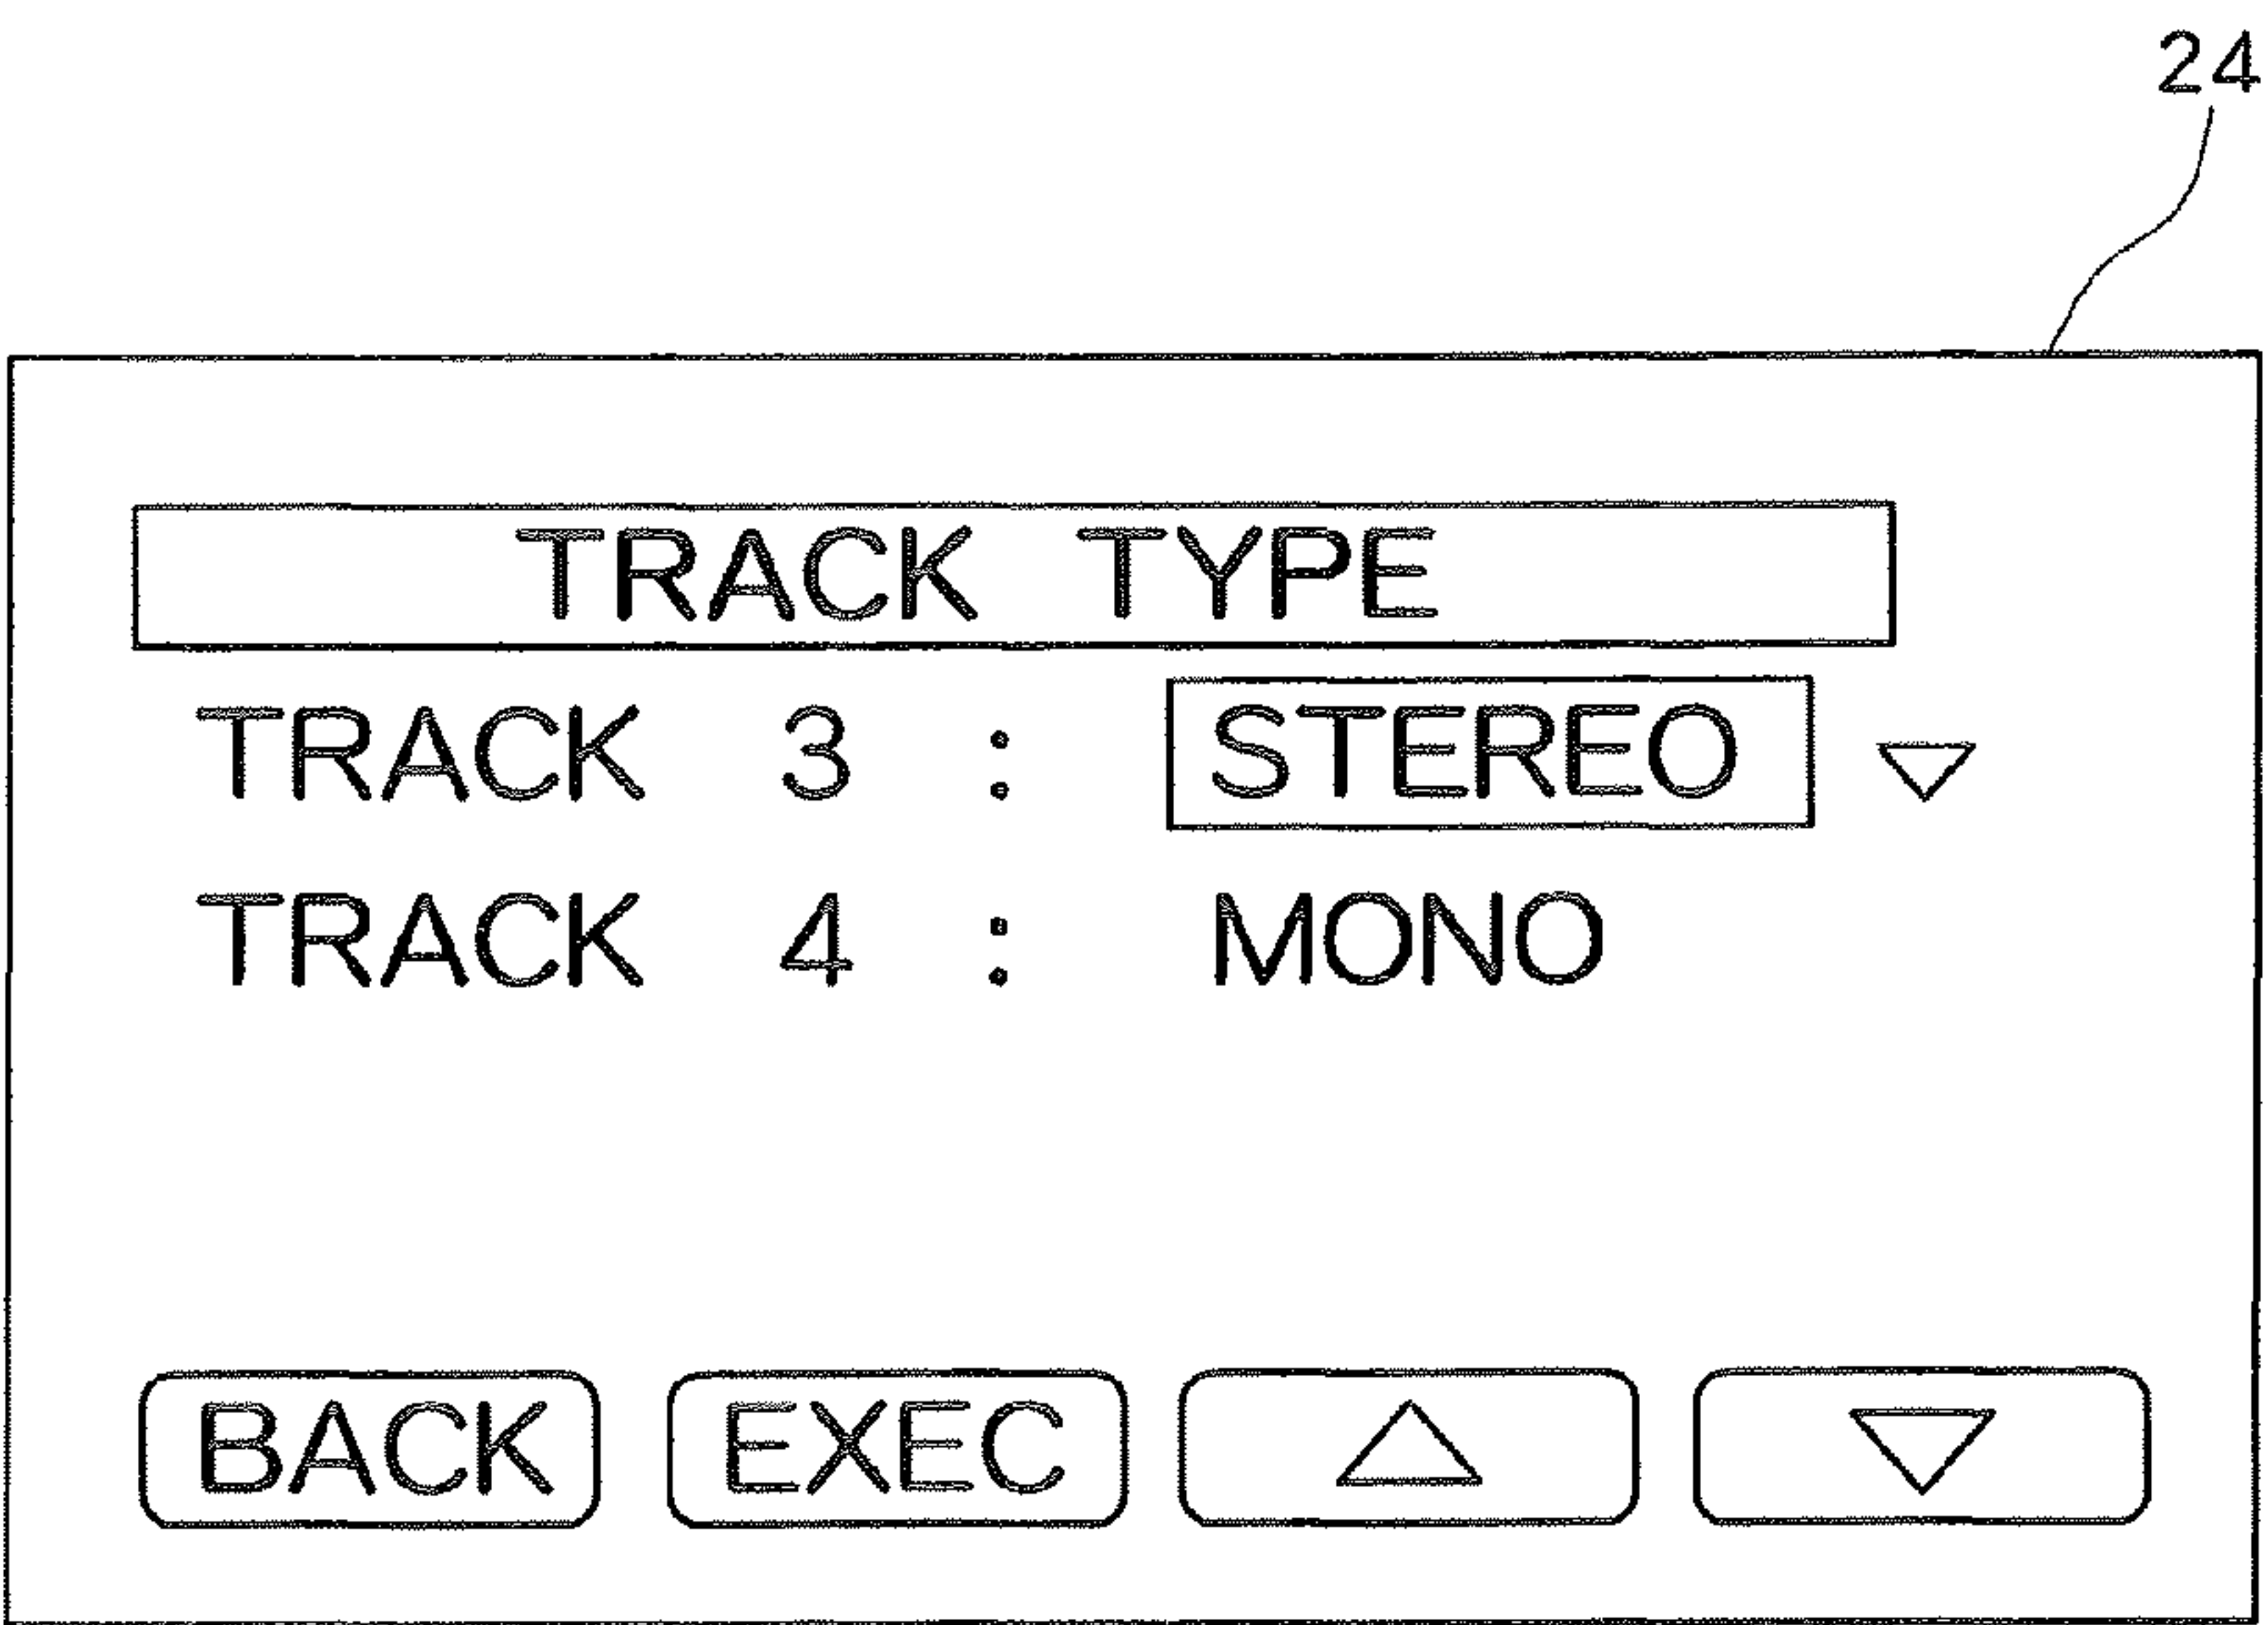 24
TRACK TYPE
TRACK 3 : STEREO
TRACK 4 : MONO
BACK EXEC